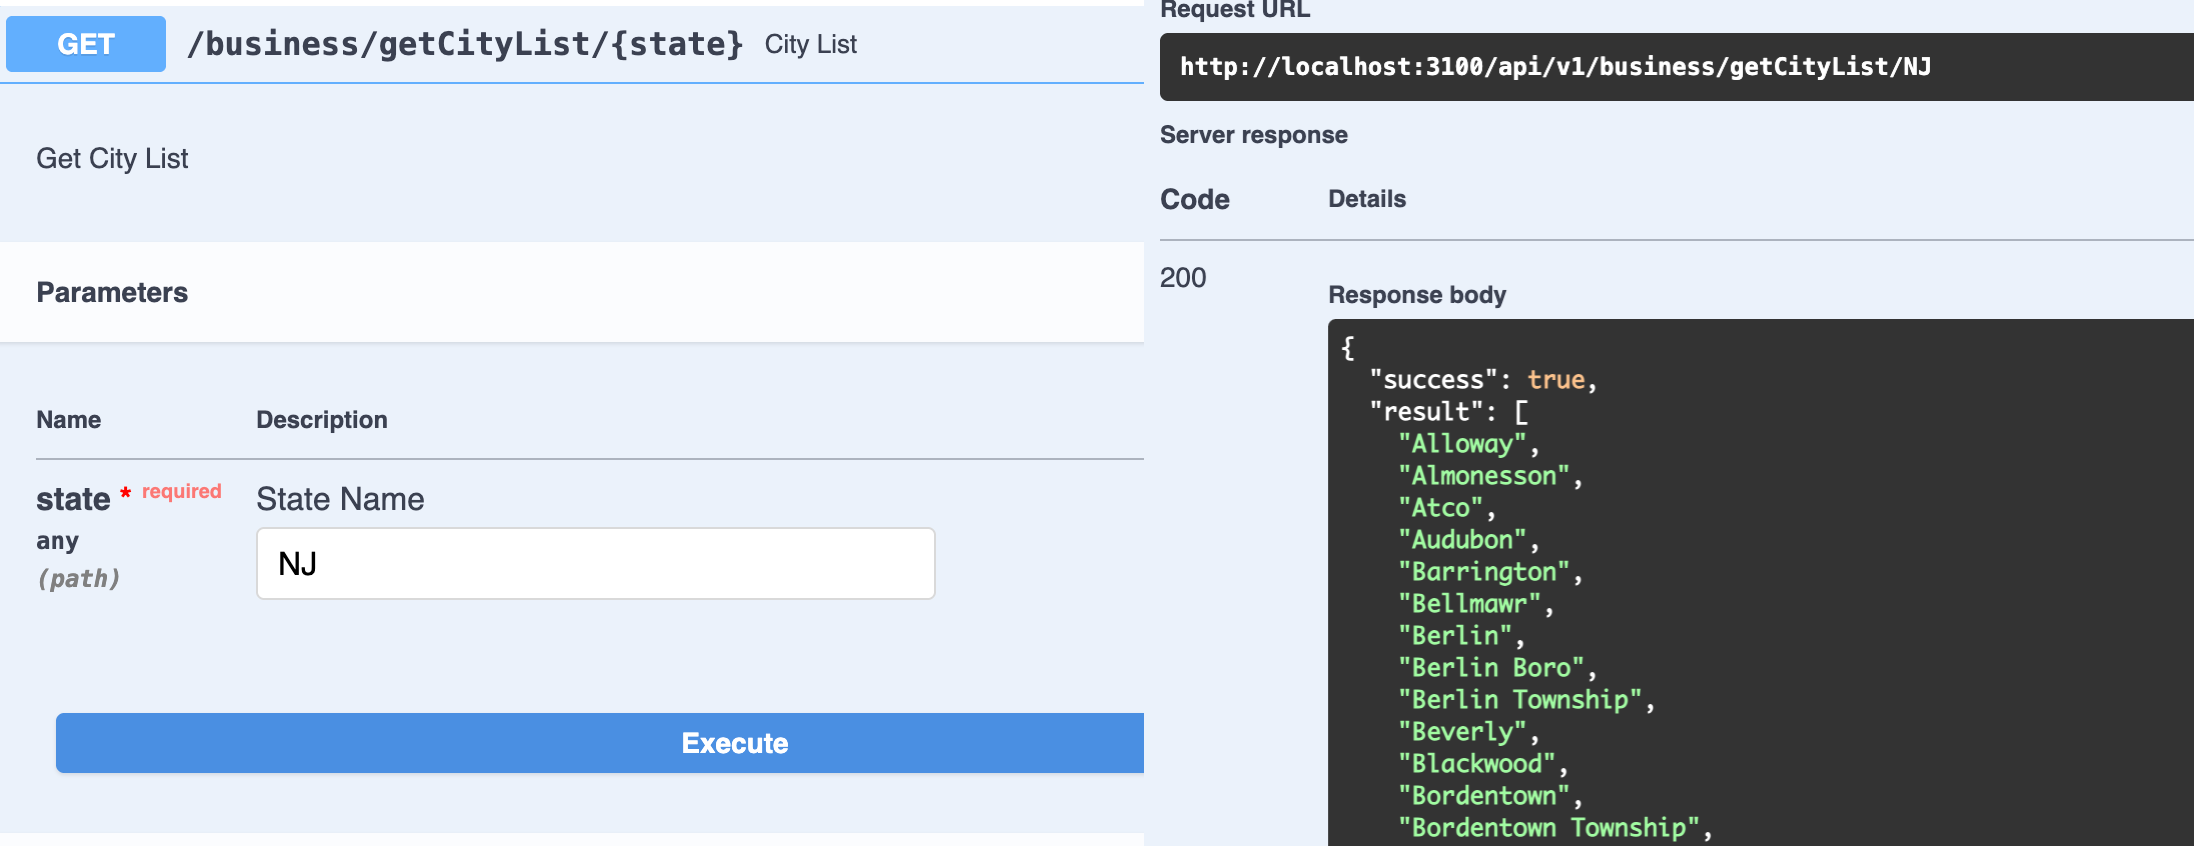 GET /business/getCityList/{state} City List
Get City List
Parameters
Name Description
state * required State Name
any
(path)
NJ
Execute
Request URL
http://localhost:3100/api/v1/business/getCityList/NJ
Server response
Code Details
200
Response body
{
"success": true,
"result": [
"Alloway",
"Almonesson",
"Atco",
"Audubon",
"Barrington",
"Bellmawr",
"Berlin",
"Berlin Boro",
"Berlin Township",
"Beverly",
"Blackwood",
"Bordentown",
"Bordentown Township",